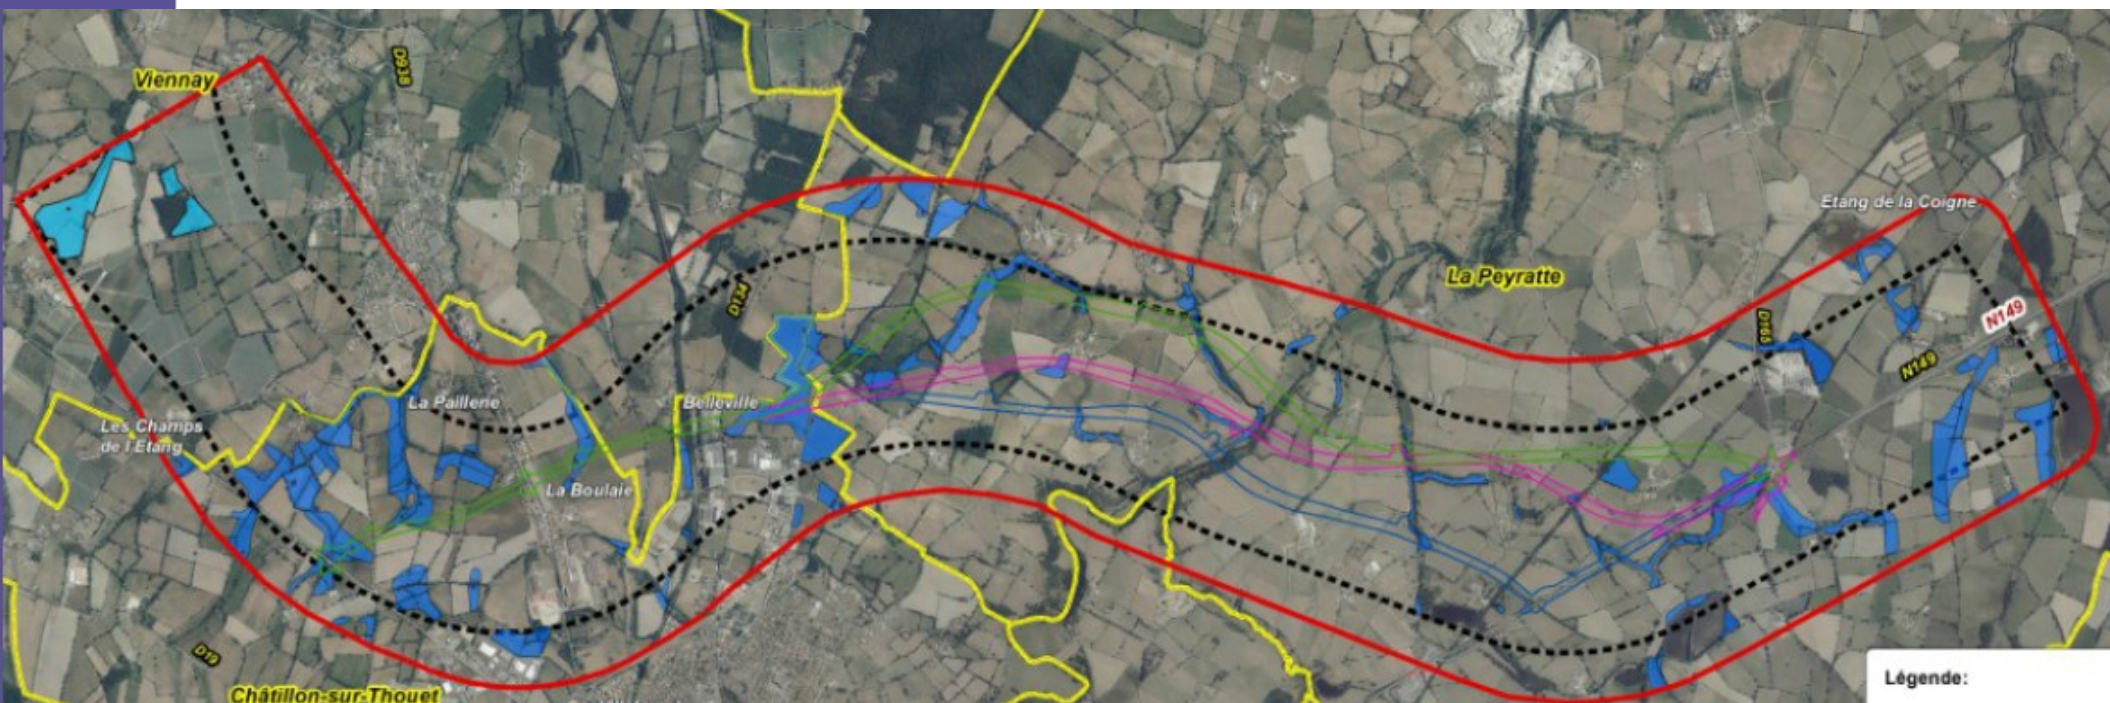 Viennay
D938
Etang de la Coigne
La Peyratte
D134
N149
D165
N149
La Paillerie
Belleville
Les Champs
de l'Etang
La Boulaie
D19
Châtillon-sur-Thouet
Légende: